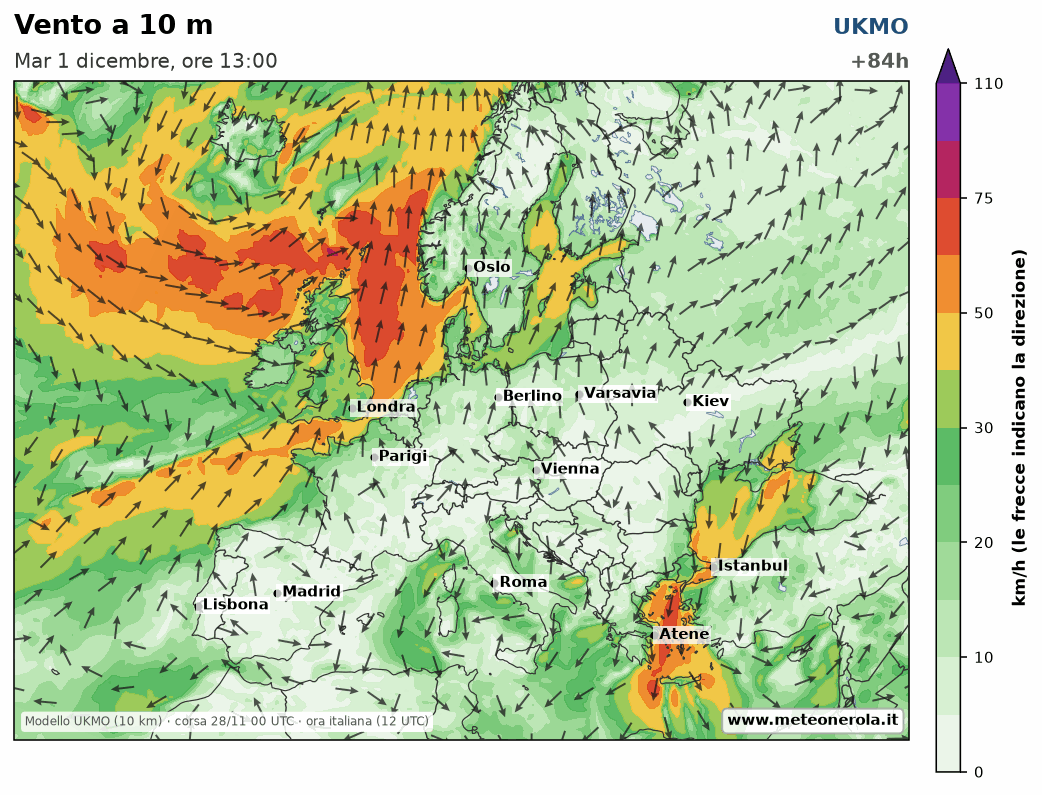 Vento a 10 m
UKMO
Mar 1 dicembre, ore 13:00
+84h
110
75
50
30
20
10
0
km/h (le frecce indicano la direzione)
Oslo
Londra
Berlino
Varsavia
Kiev
Parigi
Vienna
Istanbul
Roma
Madrid
Lisbona
Atene
Modello UKMO (10 km) · corsa 28/11 00 UTC · ora italiana (12 UTC)
www.meteonerola.it